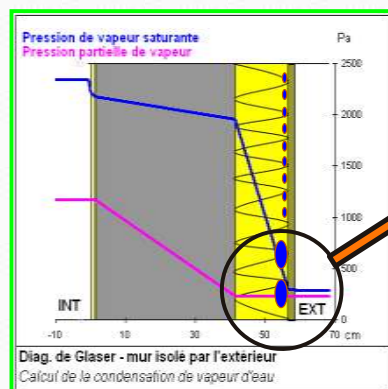 Pression de vapeur saturante
Pression partielle de vapeur
Pa
2500
2000
1500
1000
500
0
INT
EXT
-10 10 30 50 70 cm
Diag. de Glaser - mur isolé par l'extérieur
Calcul de la condensation de vapeur d'eau